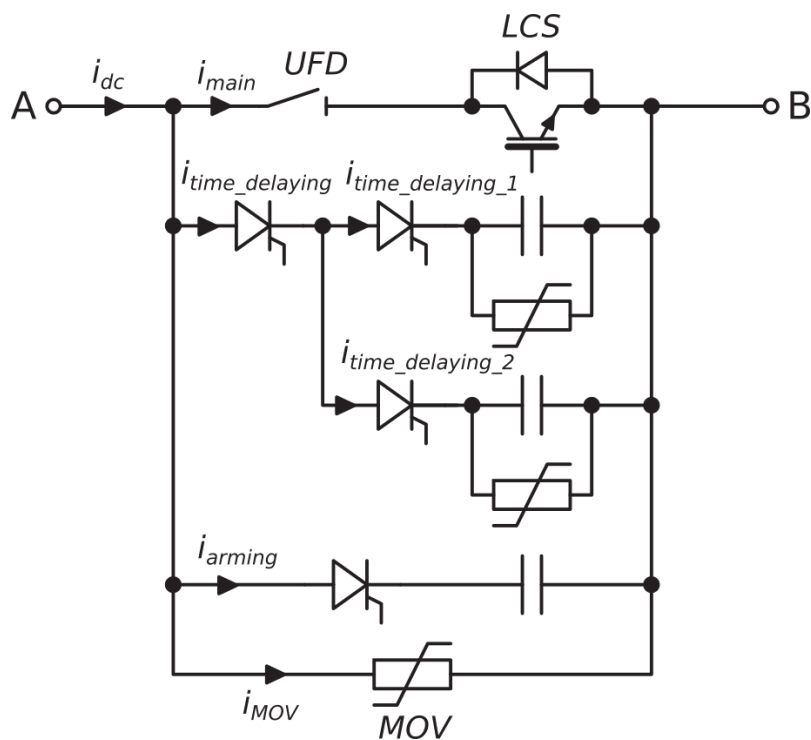 LCS
UFD
i_dc
i_main
A
B
i_time_delaying
i_time_delaying_1
i_time_delaying_2
i_arming
i_MOV
MOV